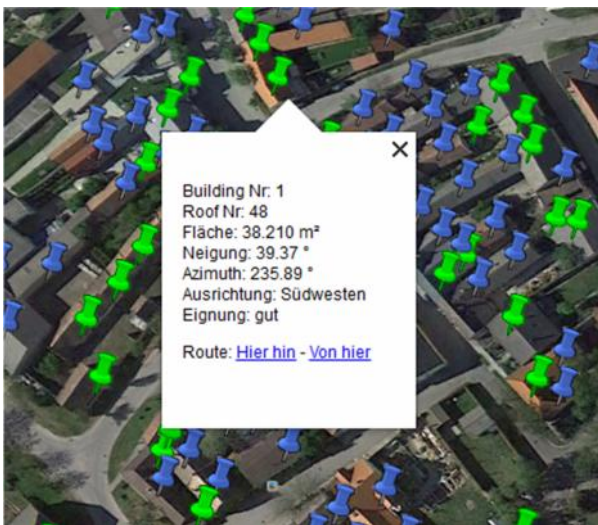 Building Nr: 1
Roof Nr: 48
Fläche: 38.210 m²
Neigung: 39.37 °
Azimuth: 235.89 °
Ausrichtung: Südwesten
Eignung: gut
Route: Hier hin - Von hier